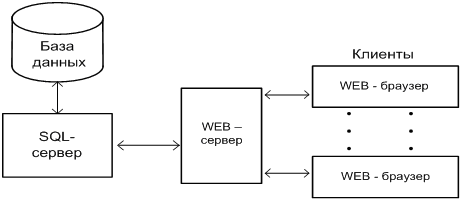 База
данных
SQL-
сервер
WEB –
сервер
Клиенты
WEB - браузер
WEB - браузер